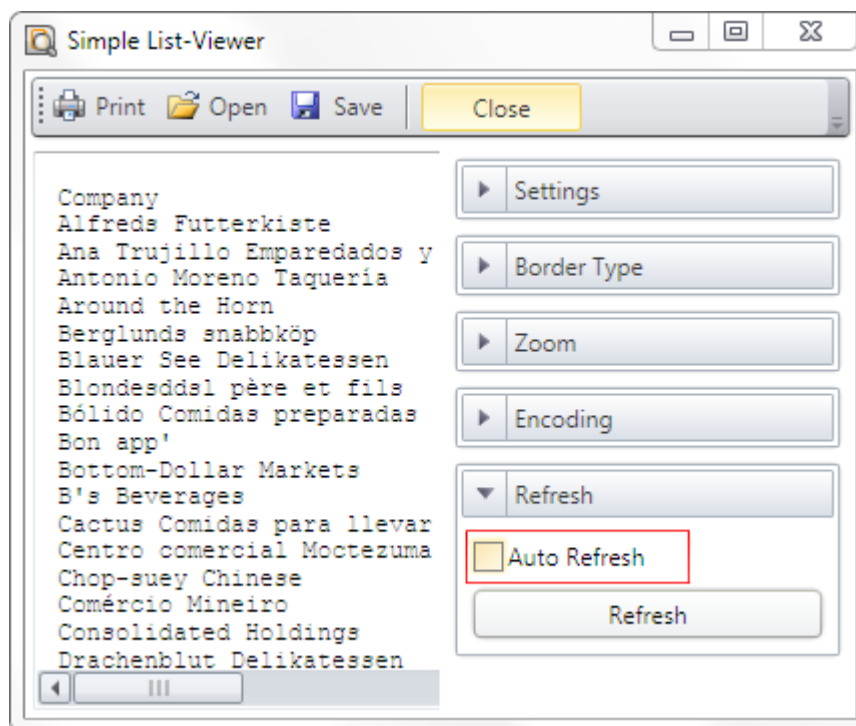 Simple List-Viewer
Print Open Save Close
Company
Alfreds Futterkiste
Ana Trujillo Emparedados y
Antonio Moreno Taquería
Around the Horn
Berglunds snabbköp
Blauer See Delikatessen
Blondesddsl père et fils
Bólido Comidas preparadas
Bon app'
Bottom-Dollar Markets
B's Beverages
Cactus Comidas para llevar
Centro comercial Moctezuma
Chop-suey Chinese
Comércio Mineiro
Consolidated Holdings
Drachenblut Delikatessen
Settings
Border Type
Zoom
Encoding
Refresh
Auto Refresh
Refresh